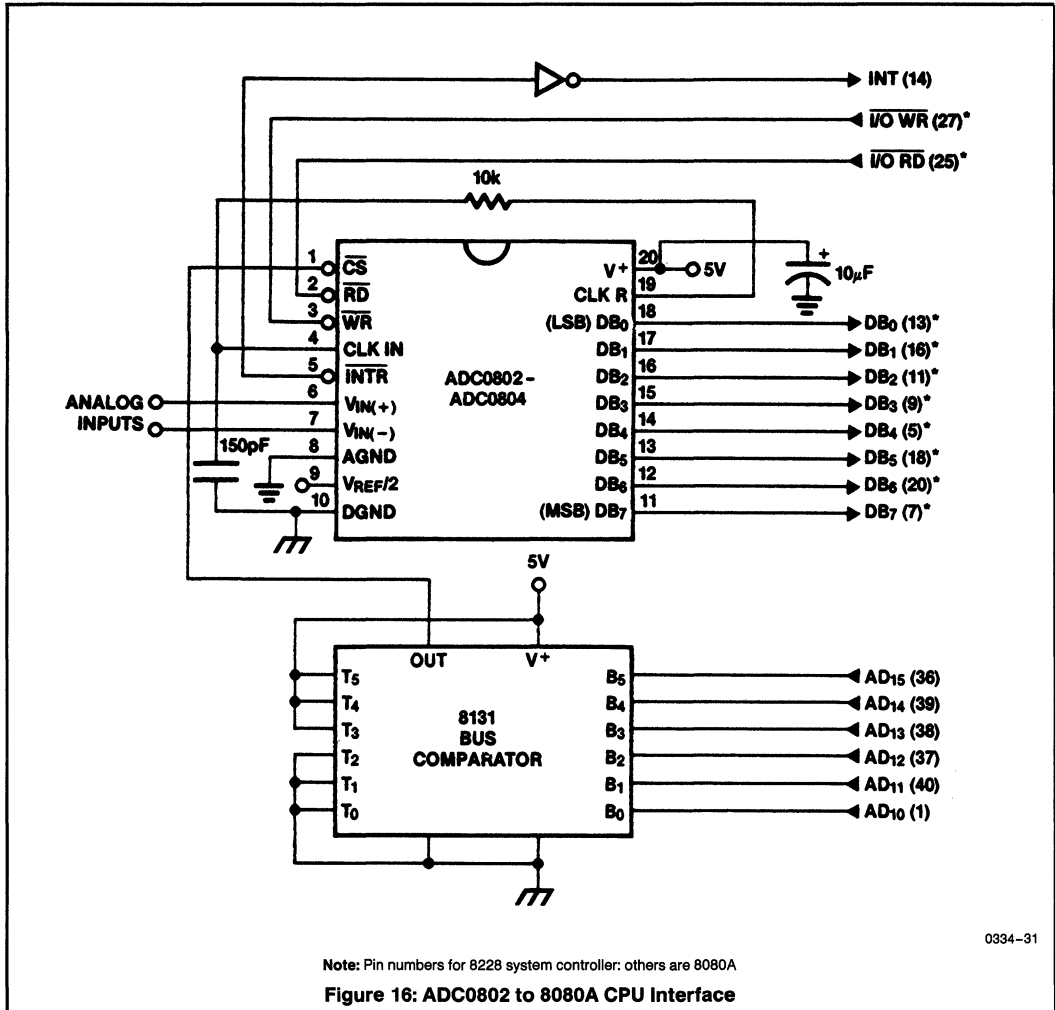 INT (14)
I/O WR (27)*
I/O RD (25)*
10k
1 CS
2 RD
3 WR
4 CLK IN
5 INTR
6 VIN(+)
7 VIN(−)
8 AGND
9 VREF/2
10 DGND
ANALOG
INPUTS
150pF
ADC0802 –
ADC0804
V+ 20
5V
+
10µF
CLK R 19
(LSB) DB0 18
DB1 17
DB2 16
DB3 15
DB4 14
DB5 13
DB6 12
(MSB) DB7 11
DB0 (13)*
DB1 (16)*
DB2 (11)*
DB3 (9)*
DB4 (5)*
DB5 (18)*
DB6 (20)*
DB7 (7)*
5V
OUT V+
T5
T4
T3
T2
T1
T0
8131
BUS
COMPARATOR
B5
B4
B3
B2
B1
B0
AD15 (36)
AD14 (39)
AD13 (38)
AD12 (37)
AD11 (40)
AD10 (1)
0334–31
Note: Pin numbers for 8228 system controller: others are 8080A
Figure 16: ADC0802 to 8080A CPU Interface